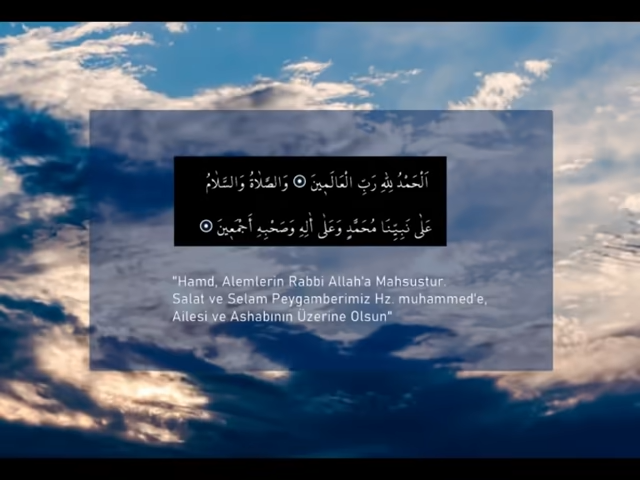 اَلْحَمْدُ لِلّٰهِ رَبِّ الْعَالَمٖينَ ۞ وَالصَّلَاةُ وَالسَّلَامُ
عَلٰى نَبِيِّنَا مُحَمَّدٍ وَعَلٰى اٰلِهِ وَصَحْبِهِ أَجْمَعٖينَ ۞
"Hamd, Alemlerin Rabbi Allah'a Mahsustur.
Salat ve Selam Peygamberimiz Hz. muhammed'e,
Ailesi ve Ashabının Üzerine Olsun"